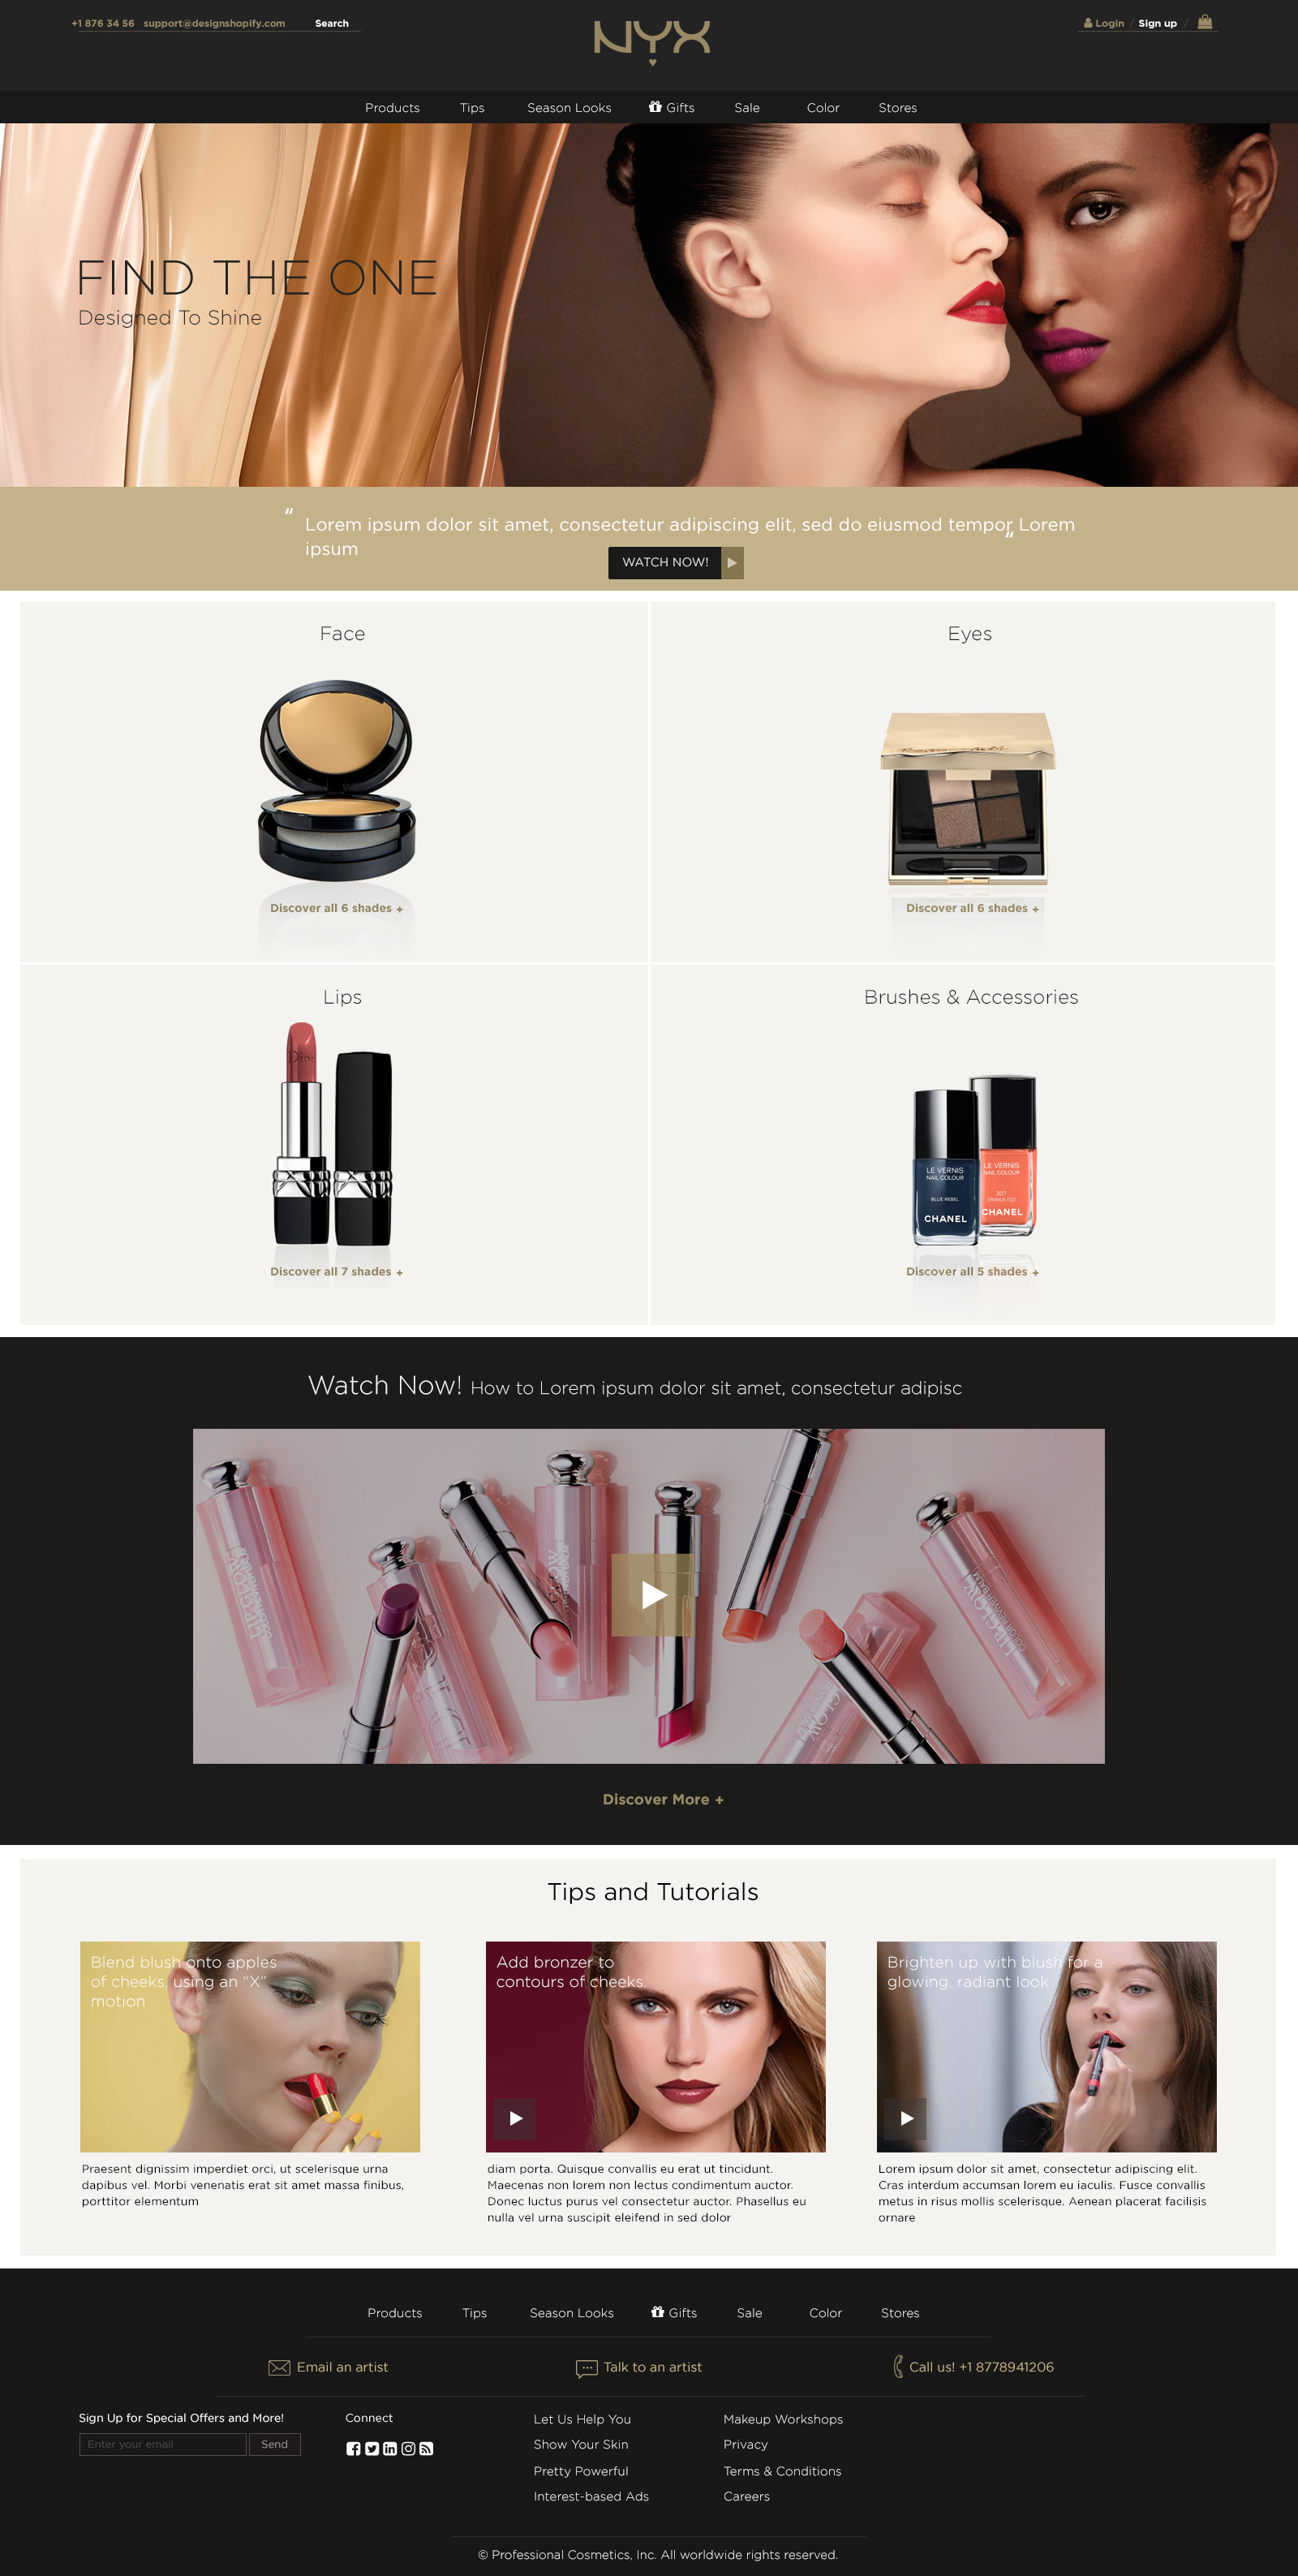 +1 876 34 56 support@designshopify.com Search
NYX
Login / Sign up /
Products Tips Season Looks Gifts Sale Color Stores
FIND THE ONE
Designed To Shine
“ Lorem ipsum dolor sit amet, consectetur adipiscing elit, sed do eiusmod tempor Lorem
ipsum “
WATCH NOW!
Face
Discover all 6 shades +
Eyes
Discover all 6 shades +
Lips
Dior
Discover all 7 shades +
Brushes & Accessories
LE VERNIS
NAIL COLOUR
BLUE REBEL
CHANEL
LE VERNIS
NAIL COLOUR
307
ORANGE FIZZ
CHANEL
Discover all 5 shades +
Watch Now! How to Lorem ipsum dolor sit amet, consectetur adipisc
LIP GLOW
COLOR REVIVER BALM
Discover More +
Tips and Tutorials
Blend blush onto apples
of cheeks, using an “X”
motion
Praesent dignissim imperdiet orci, ut scelerisque urna
dapibus vel. Morbi venenatis erat sit amet massa finibus,
porttitor elementum
Add bronzer to
contours of cheeks.
diam porta. Quisque convallis eu erat ut tincidunt.
Maecenas non lorem non lectus condimentum auctor.
Donec luctus purus vel consectetur auctor. Phasellus eu
nulla vel urna suscipit eleifend in sed dolor
Brighten up with blush for a
glowing, radiant look
Lorem ipsum dolor sit amet, consectetur adipiscing elit.
Cras interdum accumsan lorem eu iaculis. Fusce convallis
metus in risus mollis scelerisque. Aenean placerat facilisis
ornare
Products Tips Season Looks Gifts Sale Color Stores
Email an artist
Talk to an artist
Call us! +1 8778941206
Sign Up for Special Offers and More!
Enter your email Send
Connect
Let Us Help You
Show Your Skin
Pretty Powerful
Interest-based Ads
Makeup Workshops
Privacy
Terms & Conditions
Careers
© Professional Cosmetics, Inc. All worldwide rights reserved.